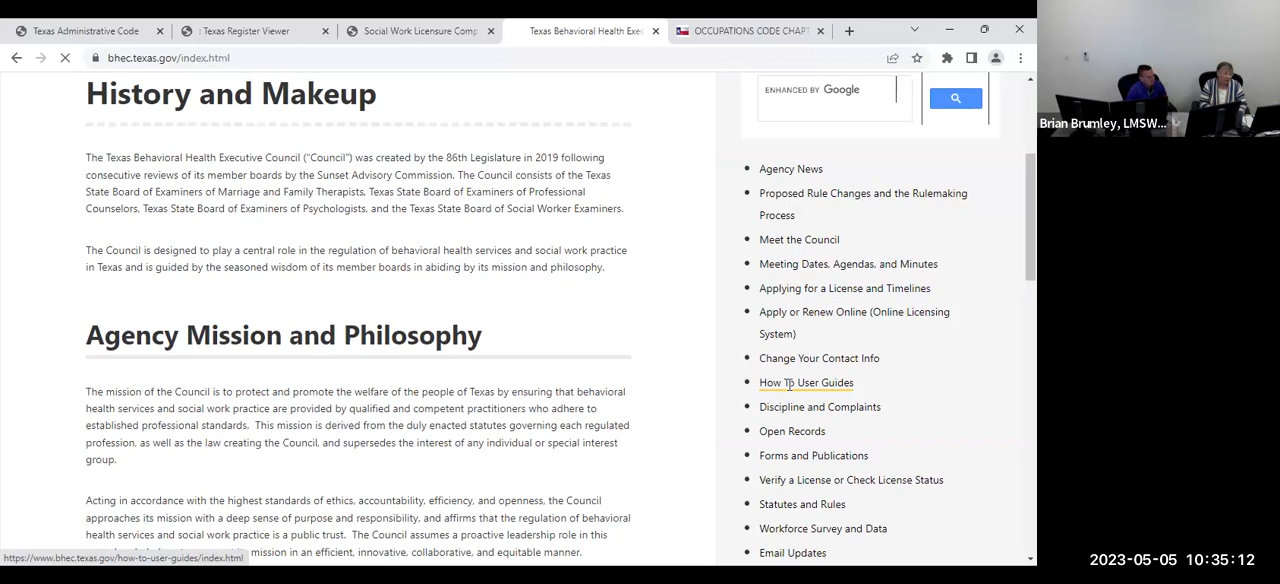 Texas Administrative Code
: Texas Register Viewer
Social Work Licensure Comp
Texas Behavioral Health Exec
OCCUPATIONS CODE CHAPT
bhec.texas.gov/index.html
History and Makeup
The Texas Behavioral Health Executive Council ("Council") was created by the 86th Legislature in 2019 following
consecutive reviews of its member boards by the Sunset Advisory Commission. The Council consists of the Texas
State Board of Examiners of Marriage and Family Therapists, Texas State Board of Examiners of Professional
Counselors, Texas State Board of Examiners of Psychologists, and the Texas State Board of Social Worker Examiners.
The Council is designed to play a central role in the regulation of behavioral health services and social work practice
in Texas and is guided by the seasoned wisdom of its member boards in abiding by its mission and philosophy.
Agency Mission and Philosophy
The mission of the Council is to protect and promote the welfare of the people of Texas by ensuring that behavioral
health services and social work practice are provided by qualified and competent practitioners who adhere to
established professional standards. This mission is derived from the duly enacted statutes governing each regulated
profession, as well as the law creating the Council, and supersedes the interest of any individual or special interest
group.
Acting in accordance with the highest standards of ethics, accountability, efficiency, and openness, the Council
approaches its mission with a deep sense of purpose and responsibility, and affirms that the regulation of behavioral
health services and social work practice is a public trust. The Council assumes a proactive leadership role in this
mission in an efficient, innovative, collaborative, and equitable manner.
https://www.bhec.texas.gov/how-to-user-guides/index.html
ENHANCED BY Google
Agency News
Proposed Rule Changes and the Rulemaking
Process
Meet the Council
Meeting Dates, Agendas, and Minutes
Applying for a License and Timelines
Apply or Renew Online (Online Licensing
System)
Change Your Contact Info
How To User Guides
Discipline and Complaints
Open Records
Forms and Publications
Verify a License or Check License Status
Statutes and Rules
Workforce Survey and Data
Email Updates
Brian Brumley, LMSW...
2023-05-05 10:35:12